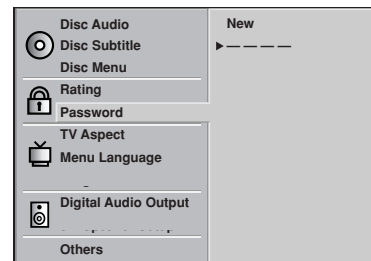 Disc Audio
Disc Subtitle
Disc Menu
Rating
Password
TV Aspect
Menu Language
Digital Audio Output
Others
New
– – – –